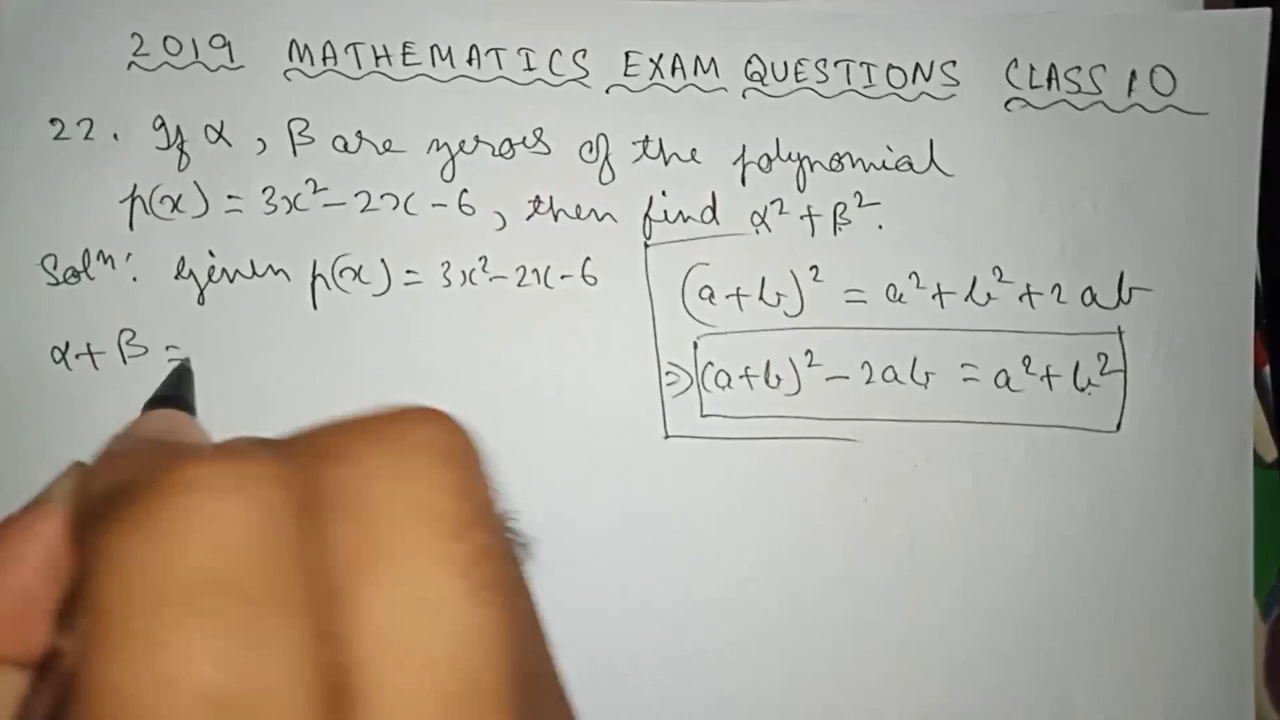 2019 MATHEMATICS EXAM QUESTIONS CLASS 10
22. If α, β are zeroes of the polynomial
p(x) = 3x² - 2x - 6, then find α² + β².
Solⁿ: Given p(x) = 3x² - 2x - 6
α + β =
(a+b)² = a² + b² + 2ab
⇒ (a+b)² - 2ab = a² + b²